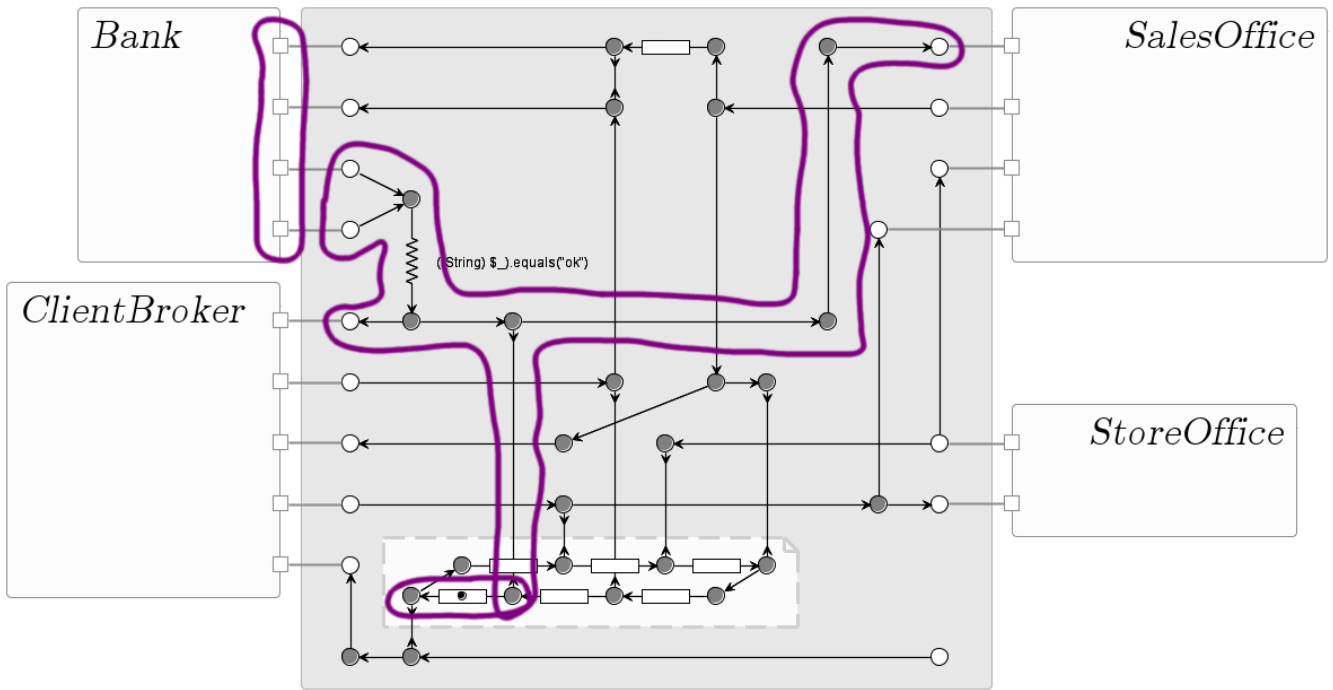 Bank
SalesOffice
((String) $_).equals("ok")
ClientBroker
StoreOffice